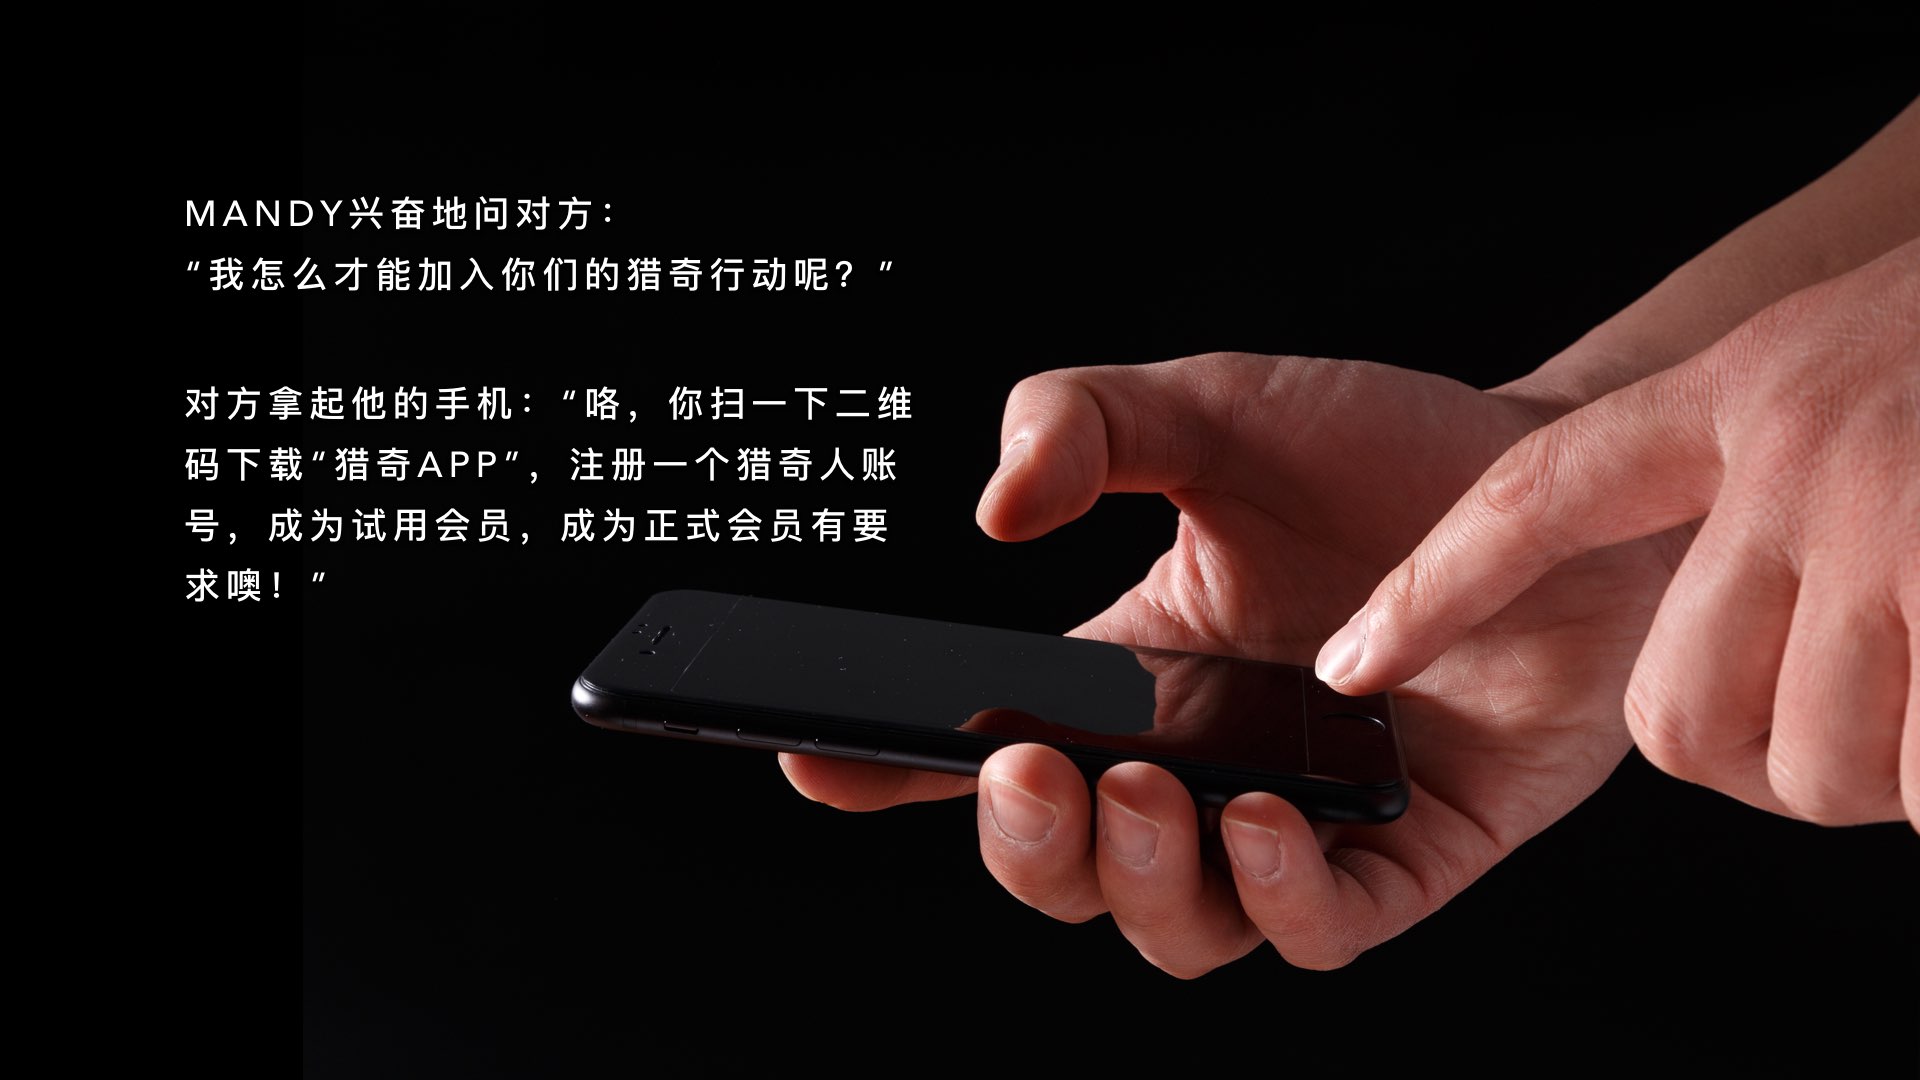 MANDY兴奋地问对方：
“我怎么才能加入你们的猎奇行动呢？”
对方拿起他的手机：“咯，你扫一下二维
码下载“猎奇APP”，注册一个猎奇人账
号，成为试用会员，成为正式会员有要
求噢！”